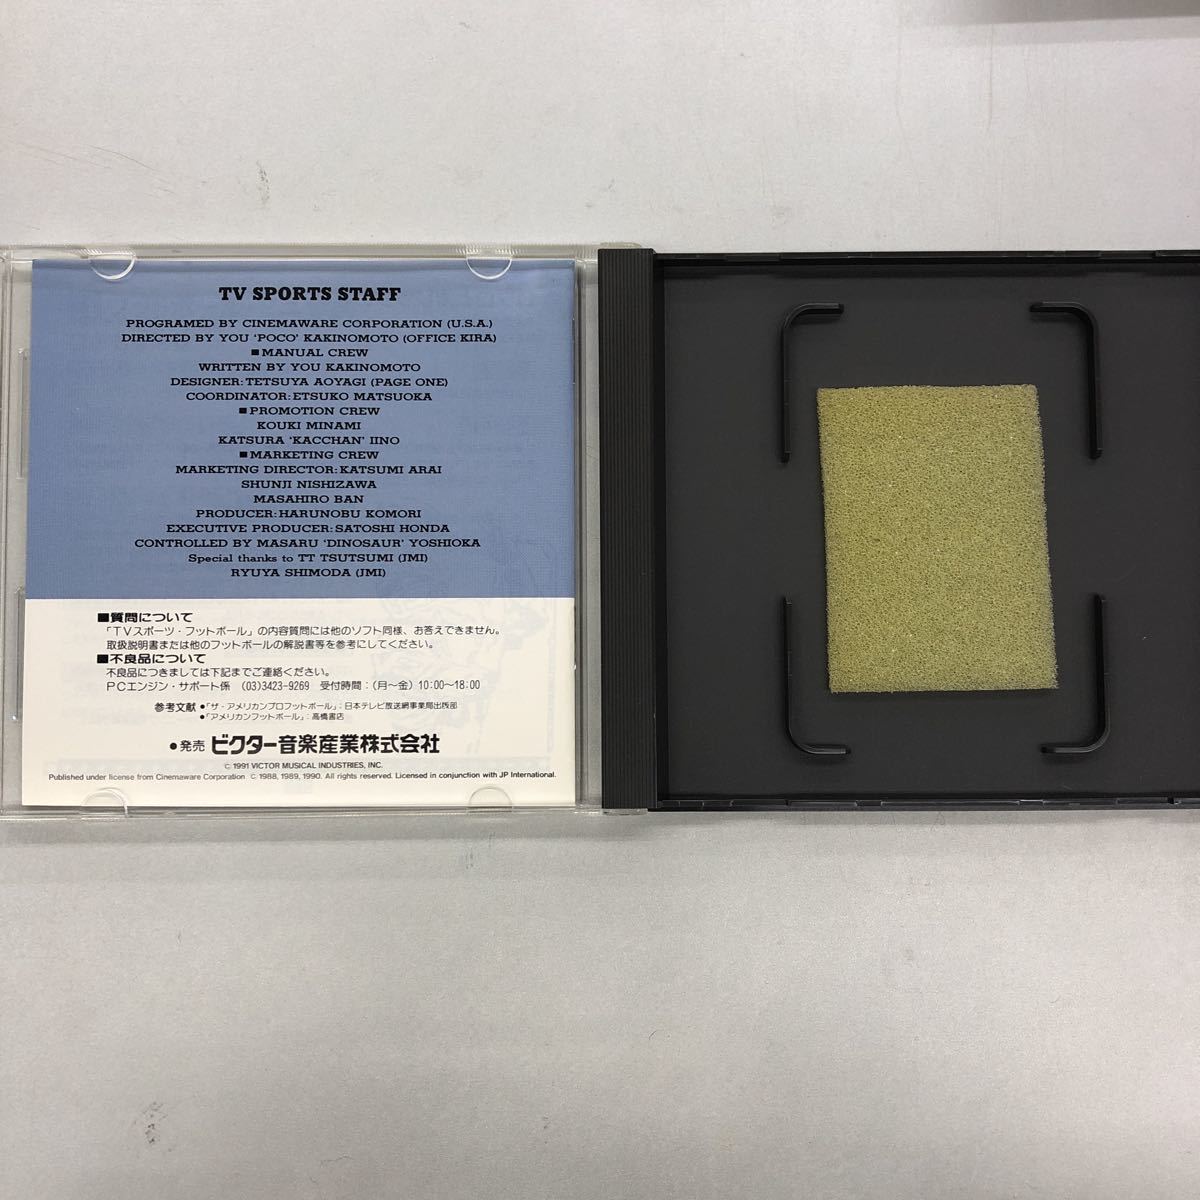 TV SPORTS STAFF
PROGRAMED BY CINEMAWARE CORPORATION (U.S.A.)
DIRECTED BY YOU 'POCO' KAKINOMOTO (OFFICE KIRA)
■MANUAL CREW
WRITTEN BY YOU KAKINOMOTO
DESIGNER:TETSUYA AOYAGI (PAGE ONE)
COORDINATOR:ETSUKO MATSUOKA
■PROMOTION CREW
KOUKI MINAMI
KATSURA 'KACCHAN' IINO
■MARKETING CREW
MARKETING DIRECTOR:KATSUMI ARAI
SHUNJI NISHIZAWA
MASAHIRO BAN
PRODUCER:HARUNOBU KOMORI
EXECUTIVE PRODUCER:SATOSHI HONDA
CONTROLLED BY MASARU 'DINOSAUR' YOSHIOKA
Special thanks to TT TSUTSUMI (JMI)
RYUYA SHIMODA (JMI)
■質問について
「TVスポーツ・フットボール」の内容質問には他のソフト同様、お答えできません。
取扱説明書または他のフットボールの解説書等を参考にしてください。
■不良品について
不良品につきましては下記までご連絡ください。
PCエンジン・サポート係 (03)3423-9269 受付時間：(月〜金) 10:00〜18:00
参考文献 ●「ザ・アメリカンプロフットボール」：日本テレビ放送網事業局出版部
●「アメリカンフットボール」：高橋書店
●発売 ビクター音楽産業株式会社
© 1991 VICTOR MUSICAL INDUSTRIES, INC.
Published under license from Cinemaware Corporation © 1988, 1989, 1990. All rights reserved. Licensed in conjunction with JP International.